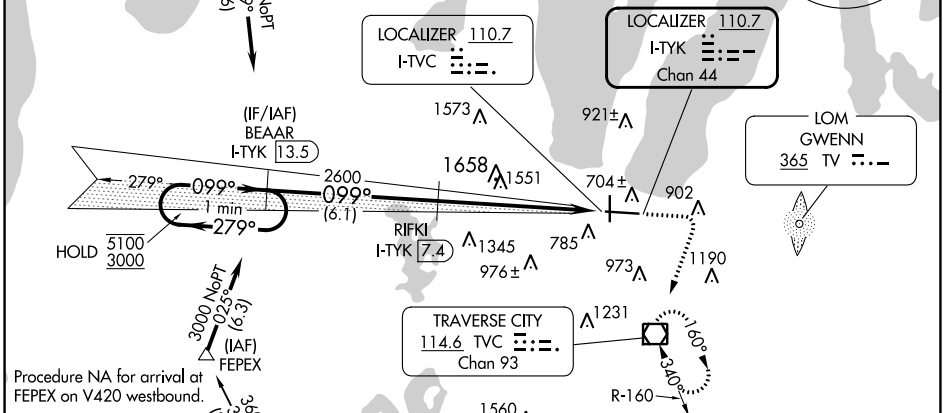 NoPT
LOCALIZER 110.7
I-TVC
LOCALIZER 110.7
I-TYK
Chan 44
1573
921±
LOM
GWENN
365 TV
(IF/IAF)
BEAAR
I-TYK 13.5
1658
1551
2600
279°
099°
099°
704±
902
1 min
(6.1)
279°
HOLD 5100
3000
RIFKI
I-TYK 7.4
1345
785
976±
973
1190
3000 NoPT
025°
(6.3)
(IAF)
FEPEX
TRAVERSE CITY
114.6 TVC
Chan 93
1231
160°
340°
R-160
Procedure NA for arrival at
FEPEX on V420 westbound.
1560